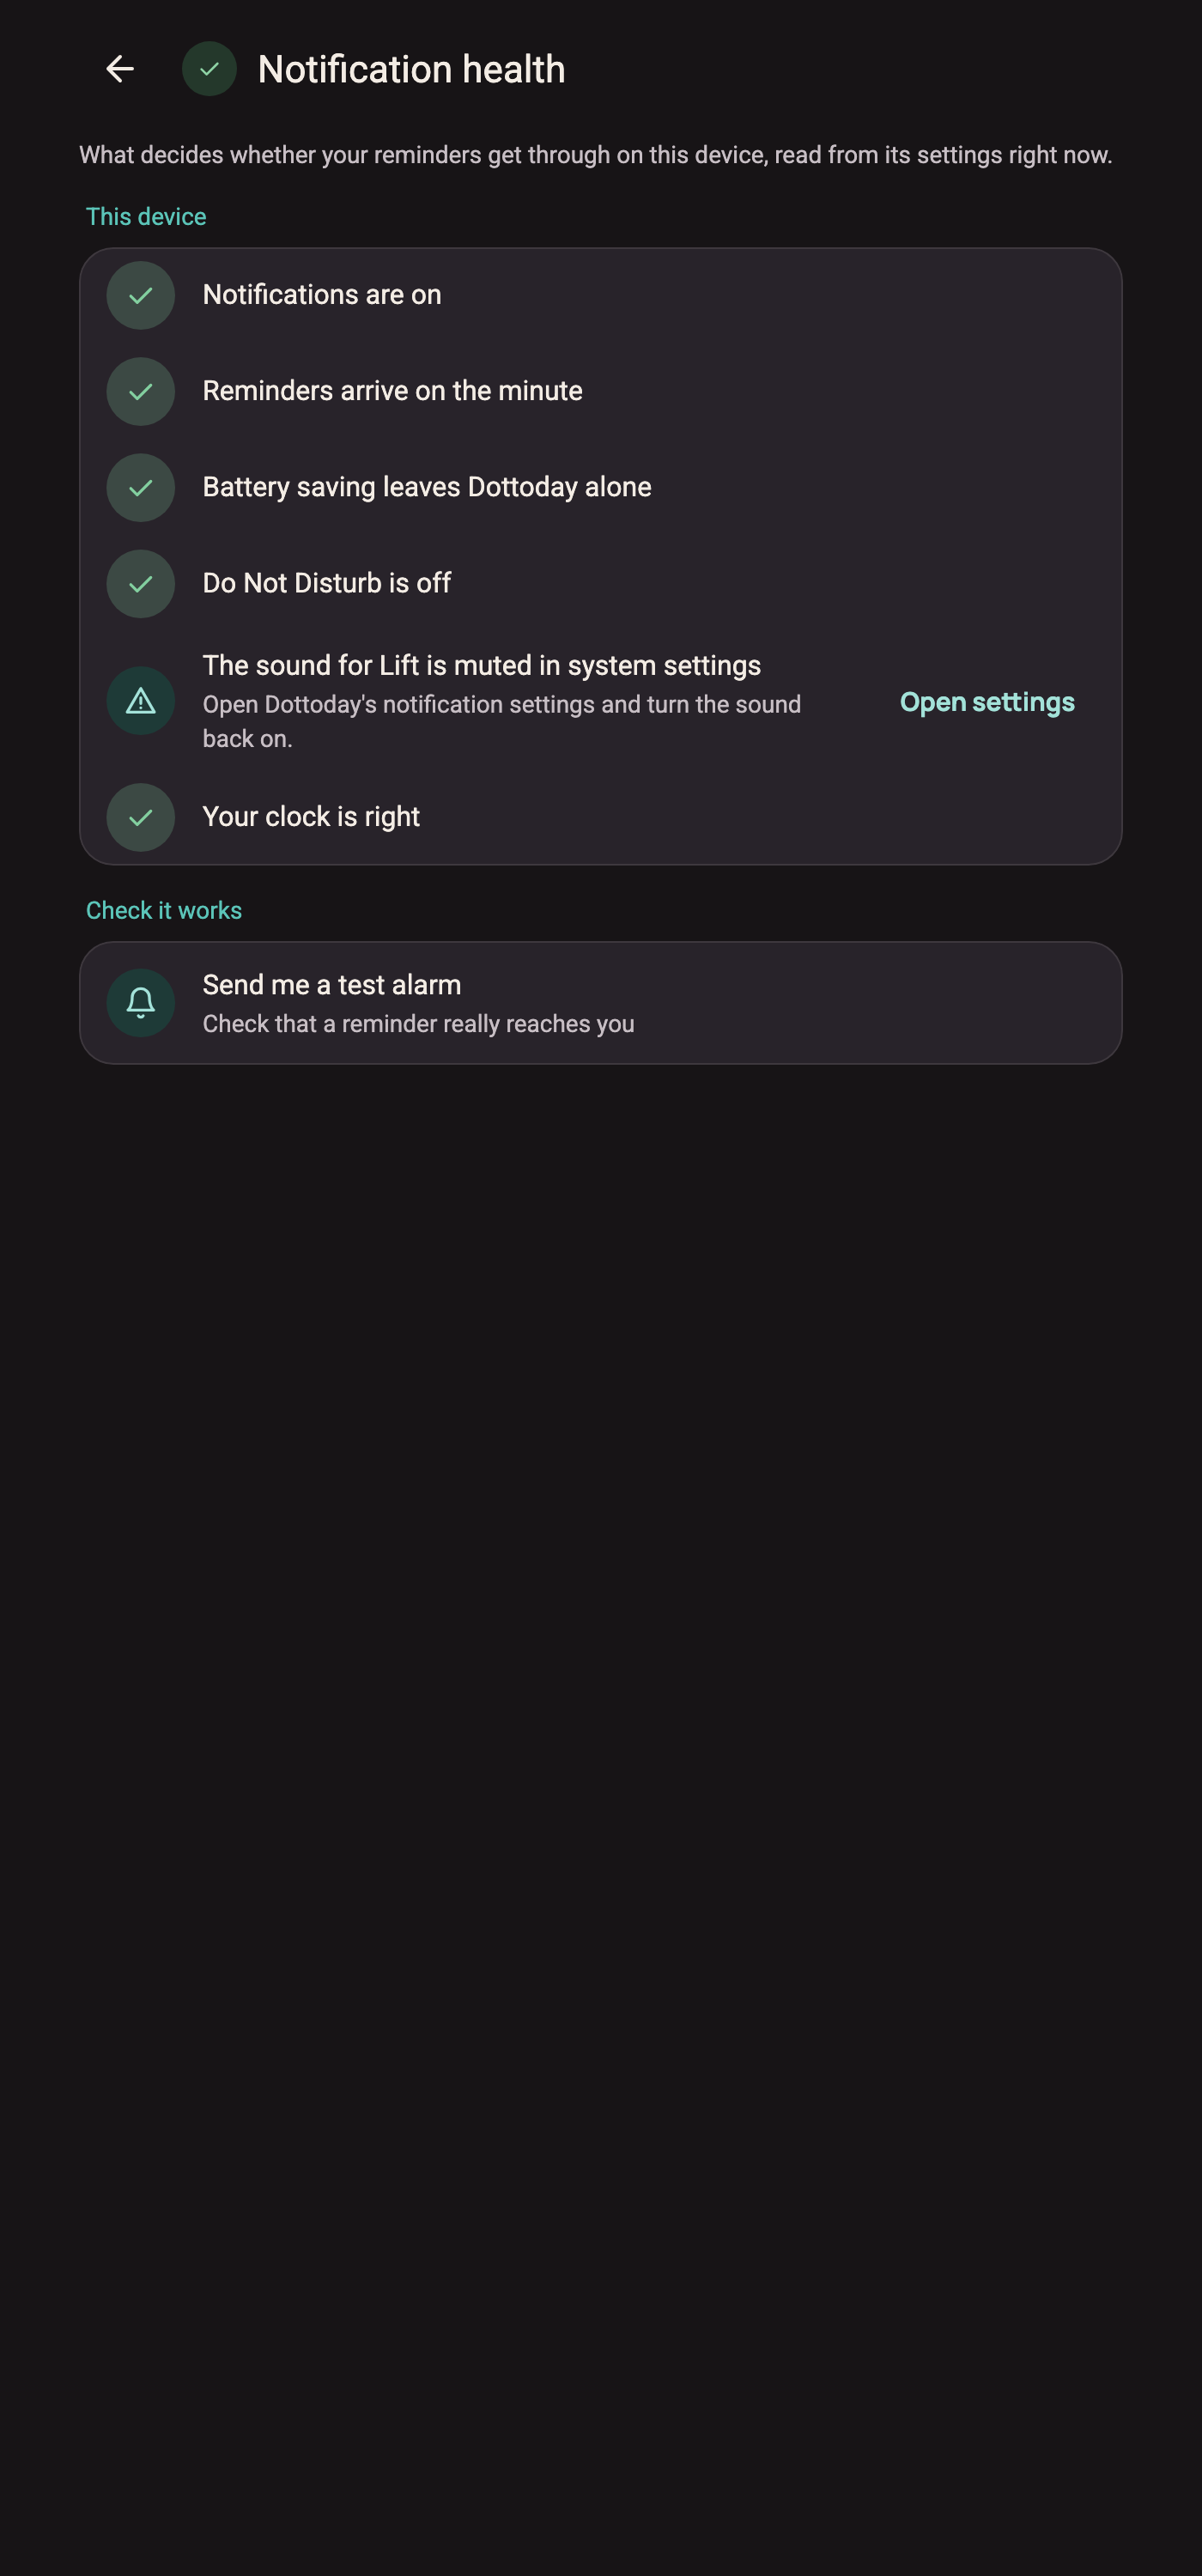 Notification health
What decides whether your reminders get through on this device, read from its settings right now.
This device
Notifications are on
Reminders arrive on the minute
Battery saving leaves Dottoday alone
Do Not Disturb is off
The sound for Lift is muted in system settings
Open Dottoday's notification settings and turn the sound
back on.
Open settings
Your clock is right
Check it works
Send me a test alarm
Check that a reminder really reaches you